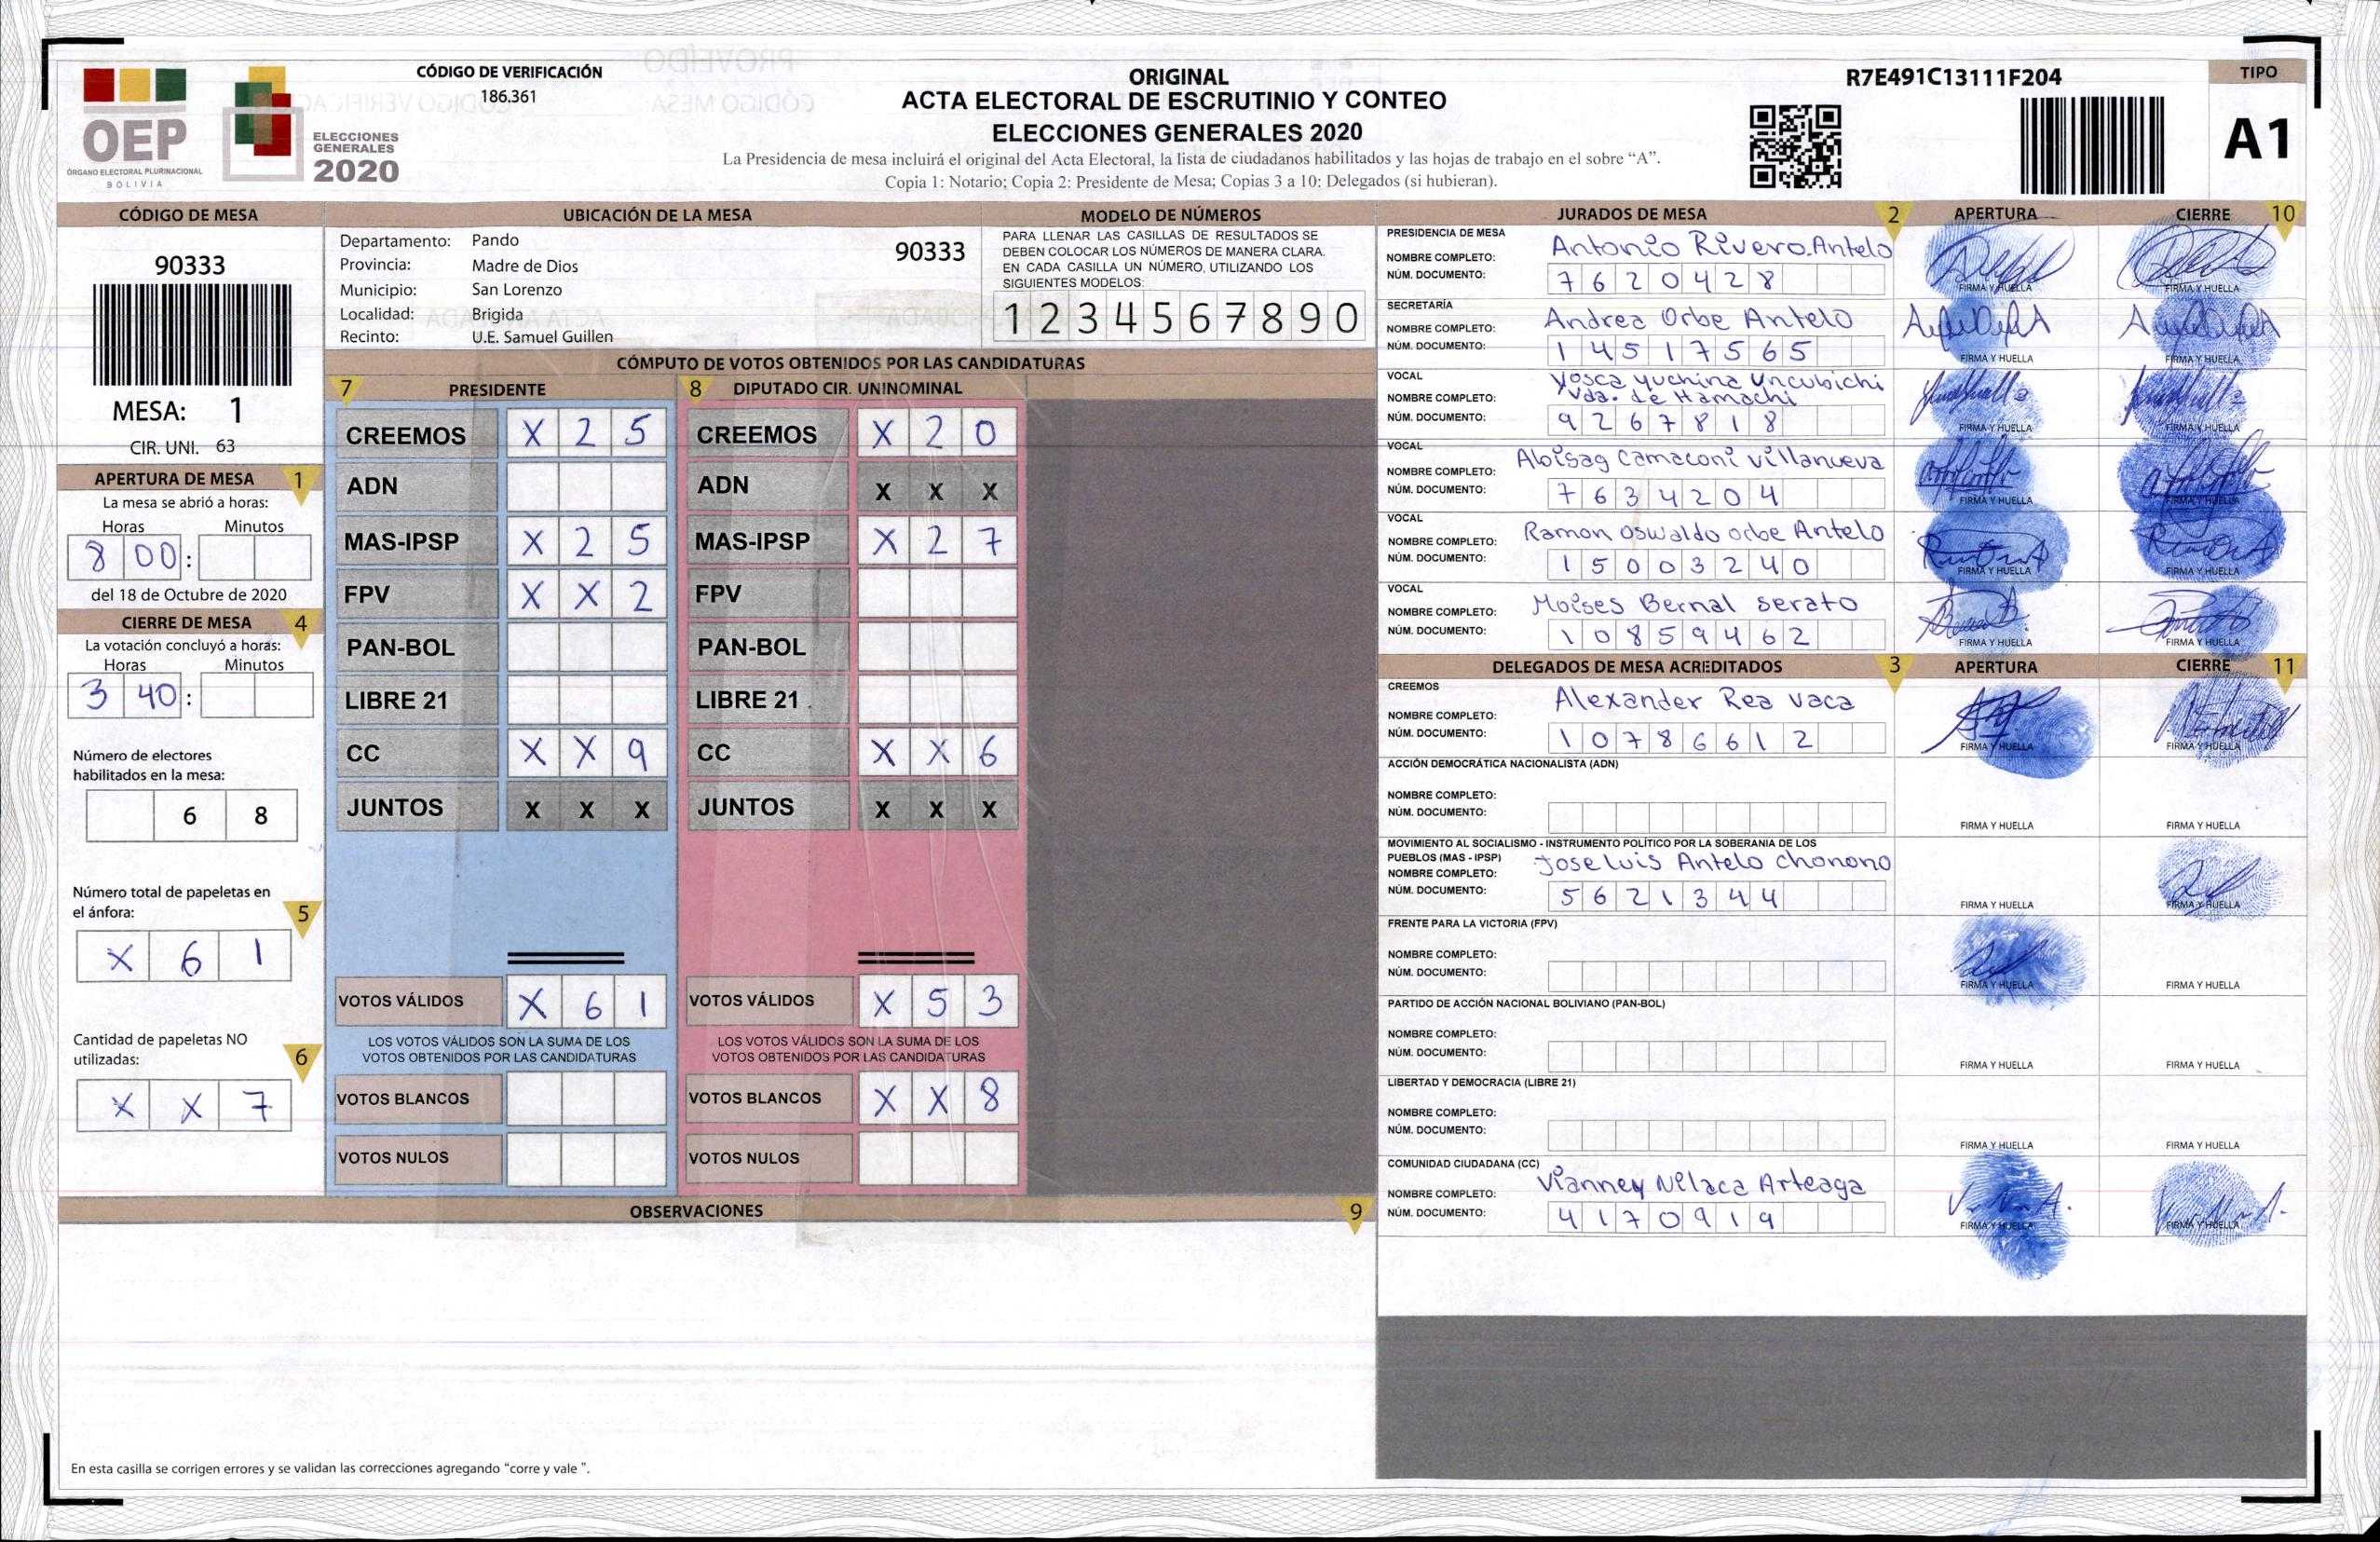 CÓDIGO DE VERIFICACIÓN
186.361
OEP
ÓRGANO ELECTORAL PLURINACIONAL
BOLIVIA
ELECCIONES
GENERALES
2020
ORIGINAL
ACTA ELECTORAL DE ESCRUTINIO Y CONTEO
ELECCIONES GENERALES 2020
La Presidencia de mesa incluirá el original del Acta Electoral, la lista de ciudadanos habilitados y las hojas de trabajo en el sobre “A”.
Copia 1: Notario; Copia 2: Presidente de Mesa; Copias 3 a 10: Delegados (si hubieran).
R7E491C13111F204
TIPO
A1
CÓDIGO DE MESA
90333
MESA: 1
CIR. UNI. 63
APERTURA DE MESA 1
La mesa se abrió a horas:
Horas Minutos
8 00 :
del 18 de Octubre de 2020
CIERRE DE MESA 4
La votación concluyó a horas:
Horas Minutos
3 40 :
Número de electores
habilitados en la mesa:
6 8
Número total de papeletas en
el ánfora: 5
X 6 1
Cantidad de papeletas NO
utilizadas: 6
X X 7
UBICACIÓN DE LA MESA
Departamento: Pando
90333
Provincia: Madre de Dios
Municipio: San Lorenzo
Localidad: Brigida
Recinto: U.E. Samuel Guillen
MODELO DE NÚMEROS
PARA LLENAR LAS CASILLAS DE RESULTADOS SE
DEBEN COLOCAR LOS NÚMEROS DE MANERA CLARA.
EN CADA CASILLA UN NÚMERO, UTILIZANDO LOS
SIGUIENTES MODELOS:
1 2 3 4 5 6 7 8 9 0
CÓMPUTO DE VOTOS OBTENIDOS POR LAS CANDIDATURAS
7 PRESIDENTE
CREEMOS X 2 5
ADN
MAS-IPSP X 2 5
FPV X X 2
PAN-BOL
LIBRE 21
CC X X 9
JUNTOS X X X
VOTOS VÁLIDOS X 6 1
LOS VOTOS VÁLIDOS SON LA SUMA DE LOS
VOTOS OBTENIDOS POR LAS CANDIDATURAS
VOTOS BLANCOS
VOTOS NULOS
8 DIPUTADO CIR. UNINOMINAL
CREEMOS X 2 0
ADN X X X
MAS-IPSP X 2 7
FPV
PAN-BOL
LIBRE 21
CC X X 6
JUNTOS X X X
VOTOS VÁLIDOS X 5 3
LOS VOTOS VÁLIDOS SON LA SUMA DE LOS
VOTOS OBTENIDOS POR LAS CANDIDATURAS
VOTOS BLANCOS X X 8
VOTOS NULOS
OBSERVACIONES 9
En esta casilla se corrigen errores y se validan las correcciones agregando “corre y vale ”.
JURADOS DE MESA 2 APERTURA CIERRE 10
PRESIDENCIA DE MESA
NOMBRE COMPLETO: Antonio Rivero Antelo
NÚM. DOCUMENTO: 7 6 2 0 4 2 8
FIRMA Y HUELLA FIRMA Y HUELLA
SECRETARÍA
NOMBRE COMPLETO: Andrea Orbe Antelo
NÚM. DOCUMENTO: 1 4 5 1 7 5 6 5
FIRMA Y HUELLA FIRMA Y HUELLA
VOCAL
Yosca Yuchina Uncubichi
NOMBRE COMPLETO: Vda. de Hamachi
NÚM. DOCUMENTO: 9 2 6 7 8 1 8
FIRMA Y HUELLA FIRMA Y HUELLA
VOCAL
NOMBRE COMPLETO: Abisag Camaconi Villanueva
NÚM. DOCUMENTO: 7 6 3 4 2 0 4
FIRMA Y HUELLA FIRMA Y HUELLA
VOCAL
NOMBRE COMPLETO: Ramon Oswaldo Orbe Antelo
NÚM. DOCUMENTO: 1 5 0 0 3 2 4 0
FIRMA Y HUELLA FIRMA Y HUELLA
VOCAL
NOMBRE COMPLETO: Moises Bernal Serato
NÚM. DOCUMENTO: 1 0 8 5 9 4 6 2
FIRMA Y HUELLA FIRMA Y HUELLA
DELEGADOS DE MESA ACREDITADOS 3 APERTURA CIERRE 11
CREEMOS
NOMBRE COMPLETO: Alexander Rea Vaca
NÚM. DOCUMENTO: 1 0 7 8 6 6 1 2
FIRMA Y HUELLA FIRMA Y HUELLA
ACCIÓN DEMOCRÁTICA NACIONALISTA (ADN)
NOMBRE COMPLETO:
NÚM. DOCUMENTO:
FIRMA Y HUELLA FIRMA Y HUELLA
MOVIMIENTO AL SOCIALISMO - INSTRUMENTO POLÍTICO POR LA SOBERANIA DE LOS
PUEBLOS (MAS - IPSP)
NOMBRE COMPLETO: Jose Luis Antelo Chonono
NÚM. DOCUMENTO: 5 6 2 1 3 4 4
FIRMA Y HUELLA FIRMA Y HUELLA
FRENTE PARA LA VICTORIA (FPV)
NOMBRE COMPLETO:
NÚM. DOCUMENTO:
FIRMA Y HUELLA FIRMA Y HUELLA
PARTIDO DE ACCIÓN NACIONAL BOLIVIANO (PAN-BOL)
NOMBRE COMPLETO:
NÚM. DOCUMENTO:
FIRMA Y HUELLA FIRMA Y HUELLA
LIBERTAD Y DEMOCRACIA (LIBRE 21)
NOMBRE COMPLETO:
NÚM. DOCUMENTO:
FIRMA Y HUELLA FIRMA Y HUELLA
COMUNIDAD CIUDADANA (CC)
NOMBRE COMPLETO: Vianney Nilaca Arteaga
NÚM. DOCUMENTO: 4 1 7 0 9 1 9
FIRMA Y HUELLA FIRMA Y HUELLA